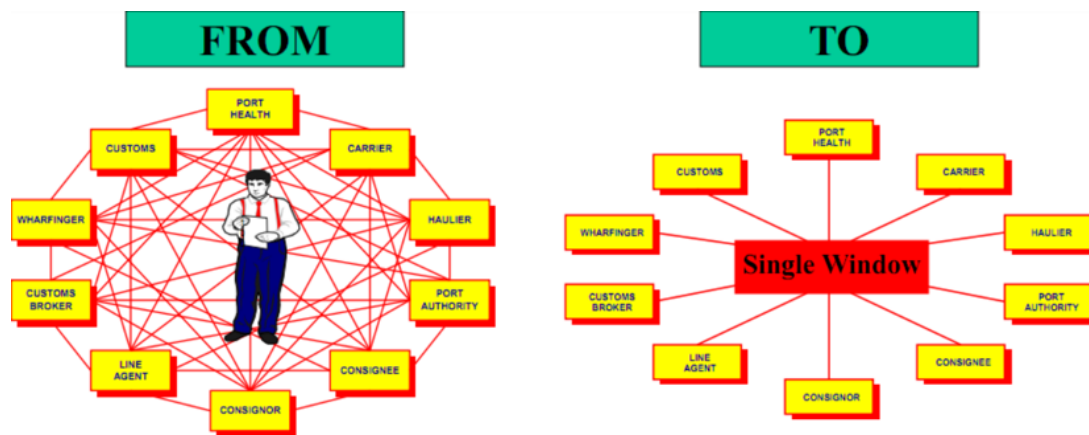 FROM
PORT
HEALTH
CUSTOMS
CARRIER
WHARFINGER
HAULIER
CUSTOMS
BROKER
PORT
AUTHORITY
LINE
AGENT
CONSIGNEE
CONSIGNOR
TO
PORT
HEALTH
CUSTOMS
CARRIER
WHARFINGER
HAULIER
Single Window
CUSTOMS
BROKER
PORT
AUTHORITY
LINE
AGENT
CONSIGNEE
CONSIGNOR